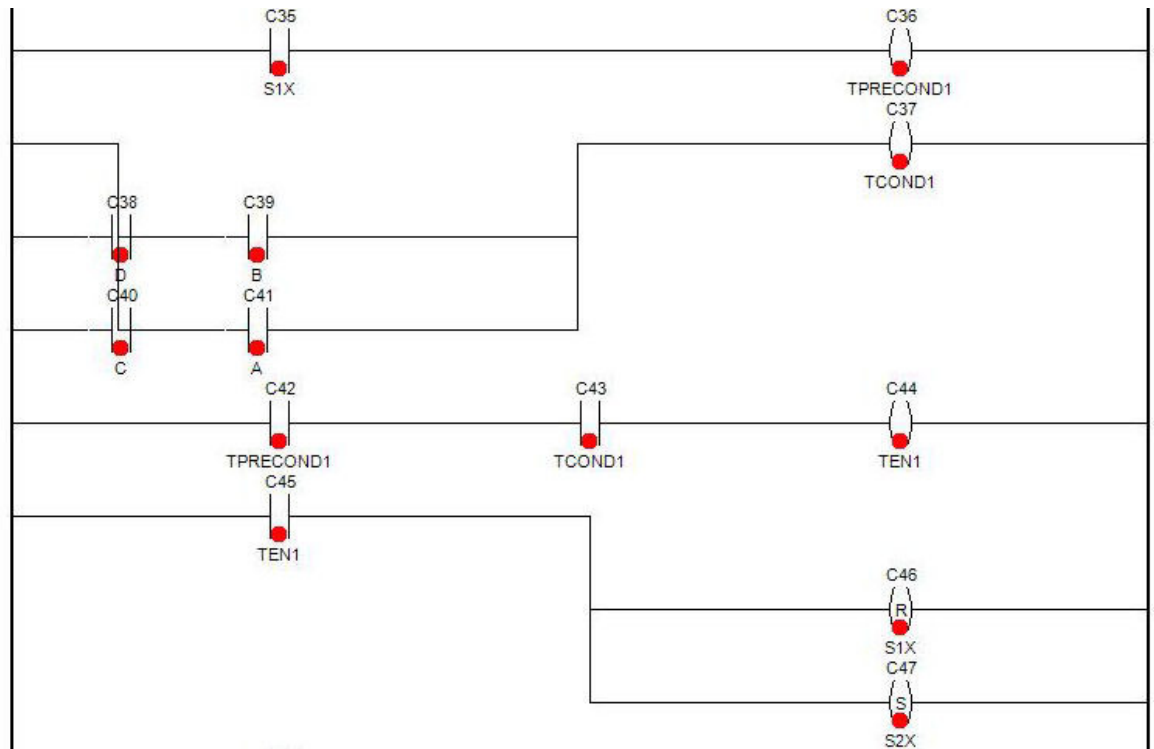 C35 C36
S1X TPRECOND1
C37
TCOND1
C38 C39
D B
C40 C41
C A
C42 C43 C44
TPRECOND1 TCOND1 TEN1
C45
TEN1
C46
R
S1X
C47
S
S2X